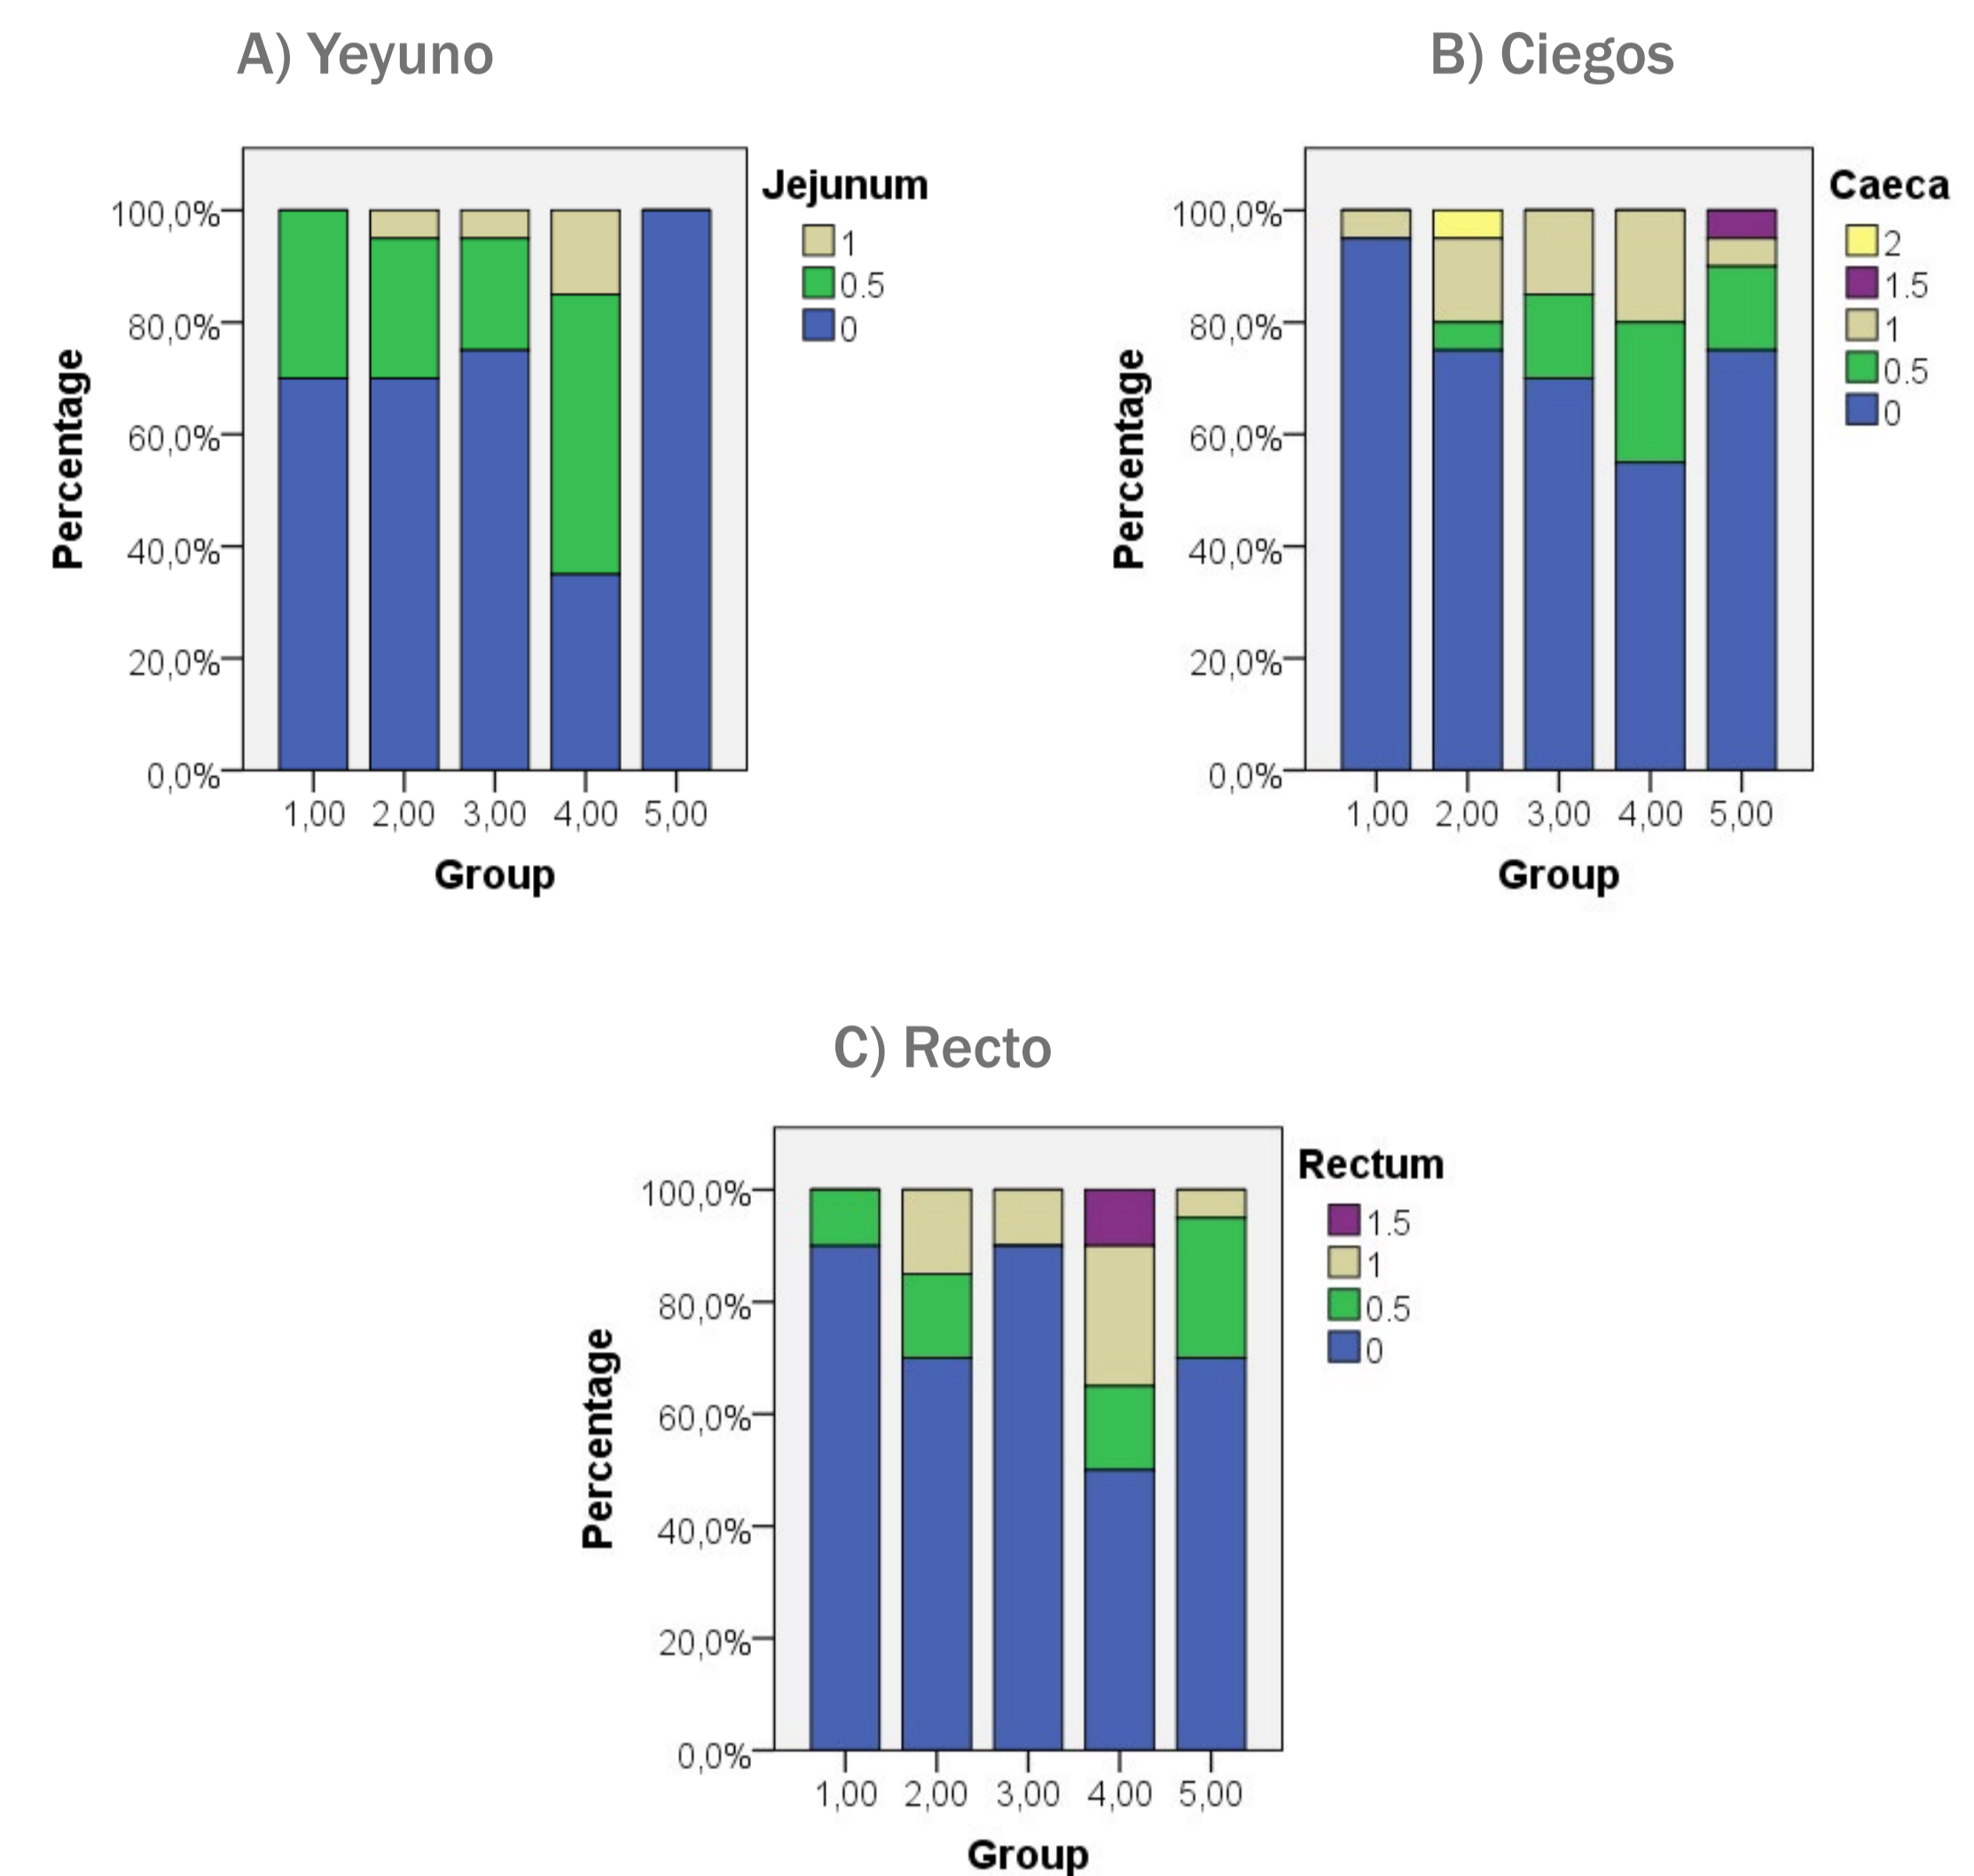 A) Yeyuno
Percentage
100,0%
80,0%
60,0%
40,0%
20,0%
0,0%
1,00 2,00 3,00 4,00 5,00
Group
Jejunum
1
0.5
0
B) Ciegos
Percentage
100,0%
80,0%
60,0%
40,0%
20,0%
0,0%
1,00 2,00 3,00 4,00 5,00
Group
Caeca
2
1.5
1
0.5
0
C) Recto
Percentage
100,0%
80,0%
60,0%
40,0%
20,0%
0,0%
1,00 2,00 3,00 4,00 5,00
Group
Rectum
1.5
1
0.5
0